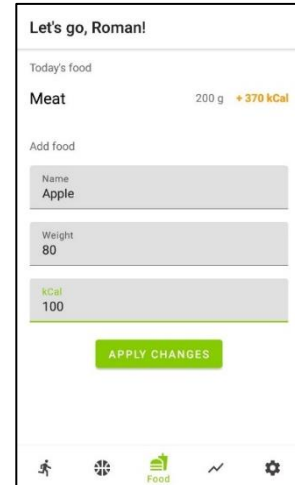 Let's go, Roman!
Today's food
Meat 200 g + 370 kCal
Add food
Name
Apple
Weight
80
kCal
100
APPLY CHANGES
Food